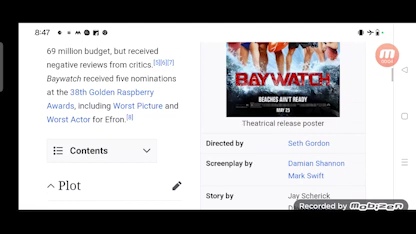 8:47
69 million budget, but received
negative reviews from critics.[5][6][7]
Baywatch received five nominations
at the 38th Golden Raspberry
Awards, including Worst Picture and
Worst Actor for Efron.[8]
Contents
Plot
BAYWATCH
BEACHES AIN'T READY
MAY 25
Theatrical release poster
Directed by Seth Gordon
Screenplay by Damian Shannon
Mark Swift
Story by Jay Scherick
Recorded by Mobizen